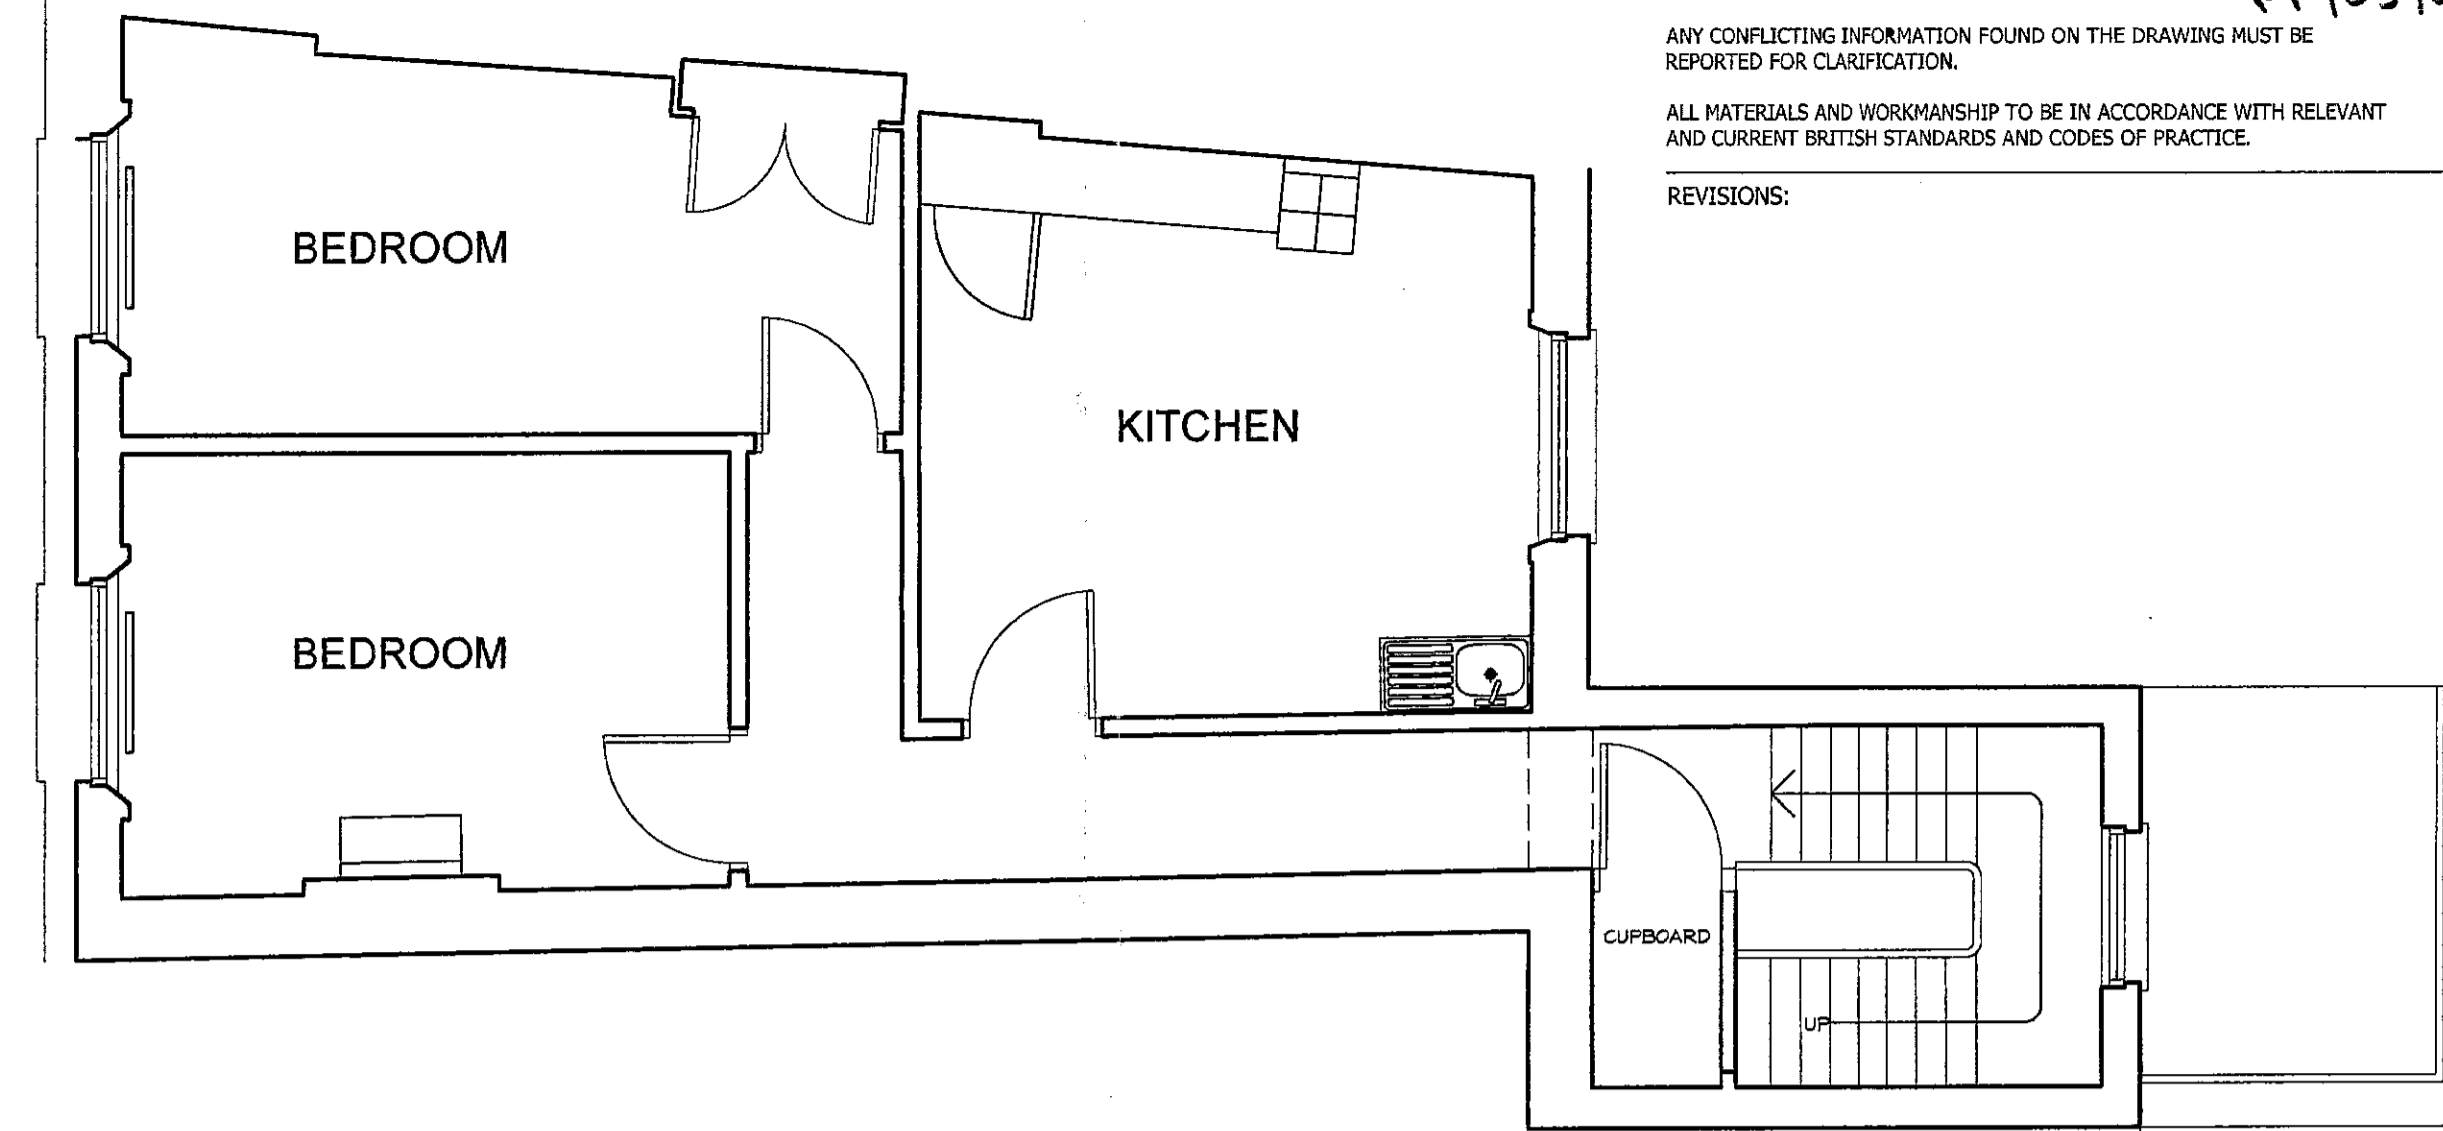 ANY CONFLICTING INFORMATION FOUND ON THE DRAWING MUST BE
REPORTED FOR CLARIFICATION.
ALL MATERIALS AND WORKMANSHIP TO BE IN ACCORDANCE WITH RELEVANT
AND CURRENT BRITISH STANDARDS AND CODES OF PRACTICE.
REVISIONS:
BEDROOM
KITCHEN
BEDROOM
CUPBOARD
UP